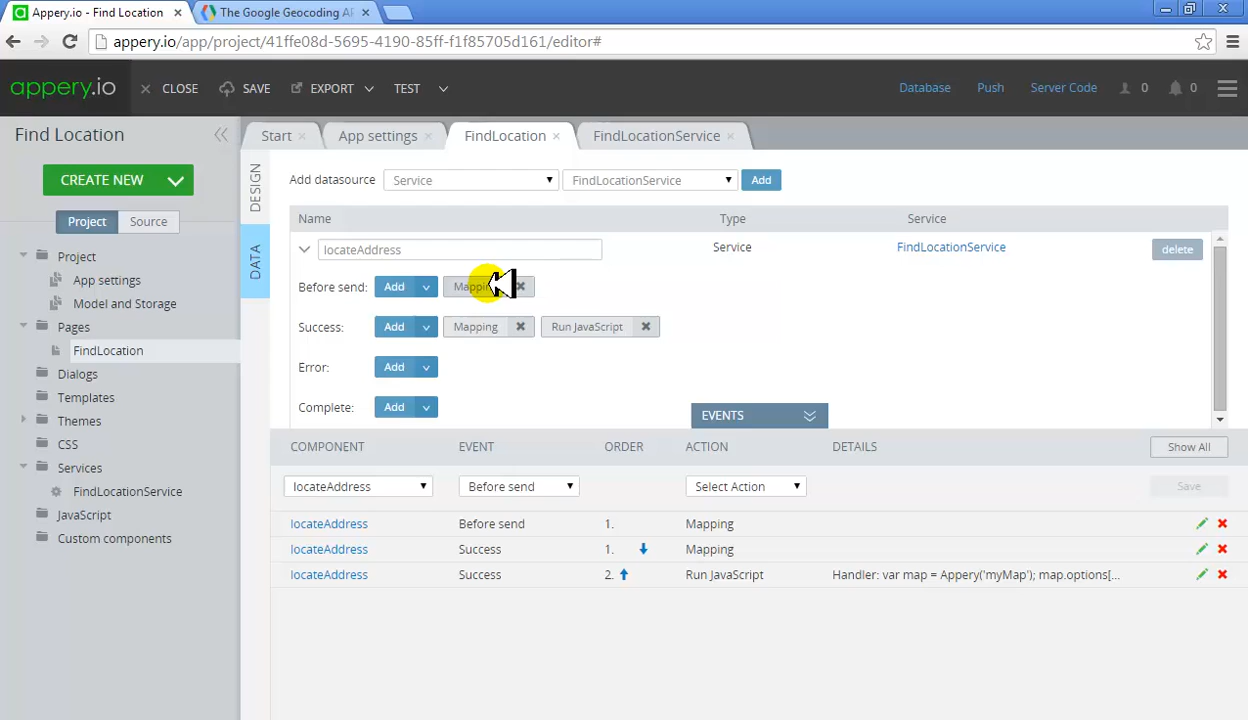 Appery.io - Find Location × The Google Geocoding AP ×
appery.io/app/project/41ffe08d-5695-4190-85ff-f1f85705d161/editor#
appery.io × CLOSE SAVE EXPORT TEST Database Push Server Code 0 0
Find Location Start × App settings × FindLocation × FindLocationService ×
CREATE NEW
Project Source
Project
App settings
Model and Storage
Pages
FindLocation
Dialogs
Templates
Themes
CSS
Services
FindLocationService
JavaScript
Custom components
DESIGN
DATA
Add datasource Service FindLocationService Add
Name Type Service
locateAddress Service FindLocationService delete
Before send: Add
Success: Add Mapping × Run JavaScript ×
Error: Add
Complete: Add
EVENTS
COMPONENT EVENT ORDER ACTION DETAILS Show All
locateAddress Before send Select Action Save
locateAddress Before send 1. Mapping
locateAddress Success 1. Mapping
locateAddress Success 2. Run JavaScript Handler: var map = Appery('myMap'); map.options[...